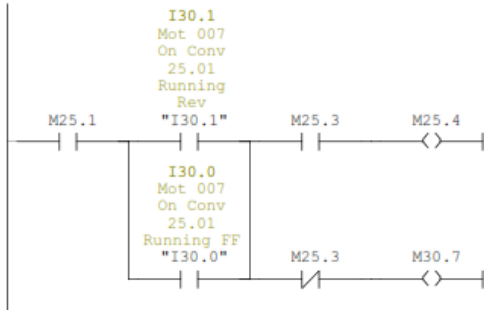 I30.1
Mot 007
On Conv
25.01
Running
Rev
M25.1 "I30.1" M25.3 M25.4
I30.0
Mot 007
On Conv
25.01
Running FF
"I30.0" M25.3 M30.7